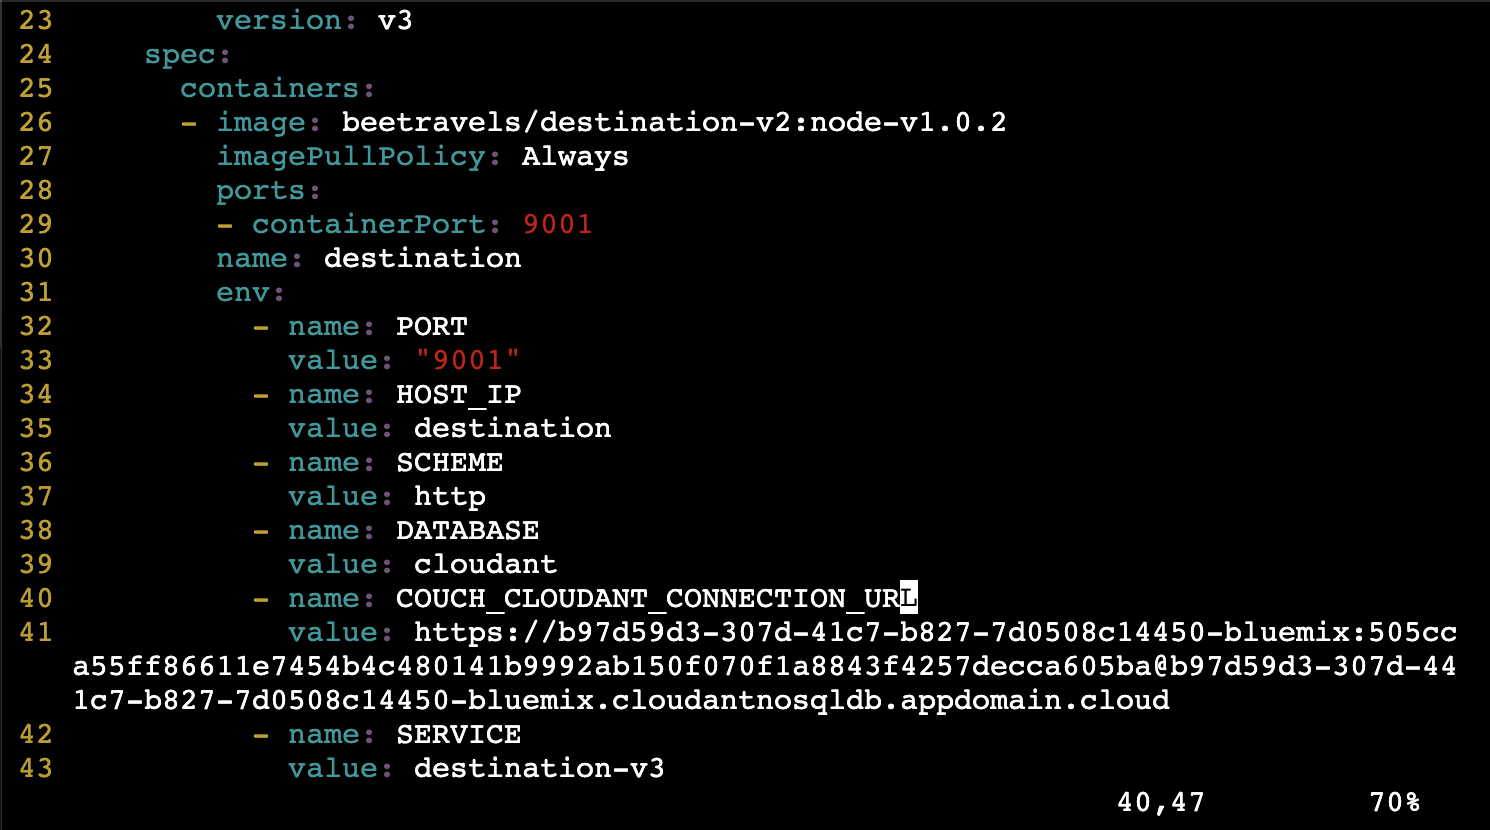 23         version: v3
24     spec:
25       containers:
26       - image: beetravels/destination-v2:node-v1.0.2
27         imagePullPolicy: Always
28         ports:
29         - containerPort: 9001
30         name: destination
31         env:
32           - name: PORT
33             value: "9001"
34           - name: HOST_IP
35             value: destination
36           - name: SCHEME
37             value: http
38           - name: DATABASE
39             value: cloudant
40           - name: COUCH_CLOUDANT_CONNECTION_URL
41             value: https://b97d59d3-307d-41c7-b827-7d0508c14450-bluemix:505cc
a55ff86611e7454b4c480141b9992ab150f070f1a8843f4257decca605ba@b97d59d3-307d-44
1c7-b827-7d0508c14450-bluemix.cloudantnosqldb.appdomain.cloud
42           - name: SERVICE
43             value: destination-v3
40,47 70%